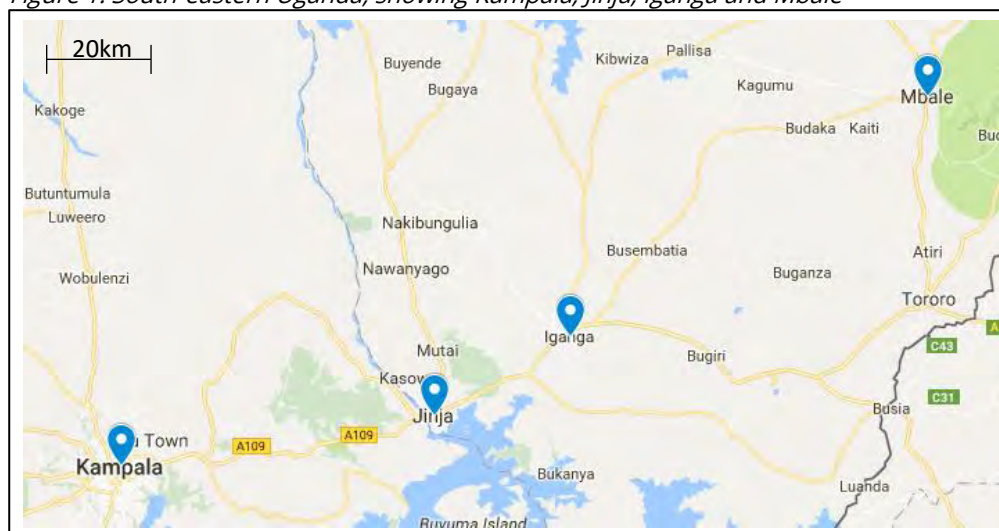 Figure 1: South-eastern Uganda, showing Kampala, Jinja, Iganga and Mbale
20km
Buyende
Kibwiza
Pallisa
Bugaya
Kagumu
Mbale
Kakoge
Budaka
Kaiti
Butuntumula
Luweero
Nakibungulia
Busembatia
Atiri
Nawanyago
Buganza
Wobulenzi
Tororo
Iganga
C43
Mutai
Bugiri
Jinja
C31
Busia
Town
A109
A109
Kampala
Bukanya
Luanda
Buvuma Island